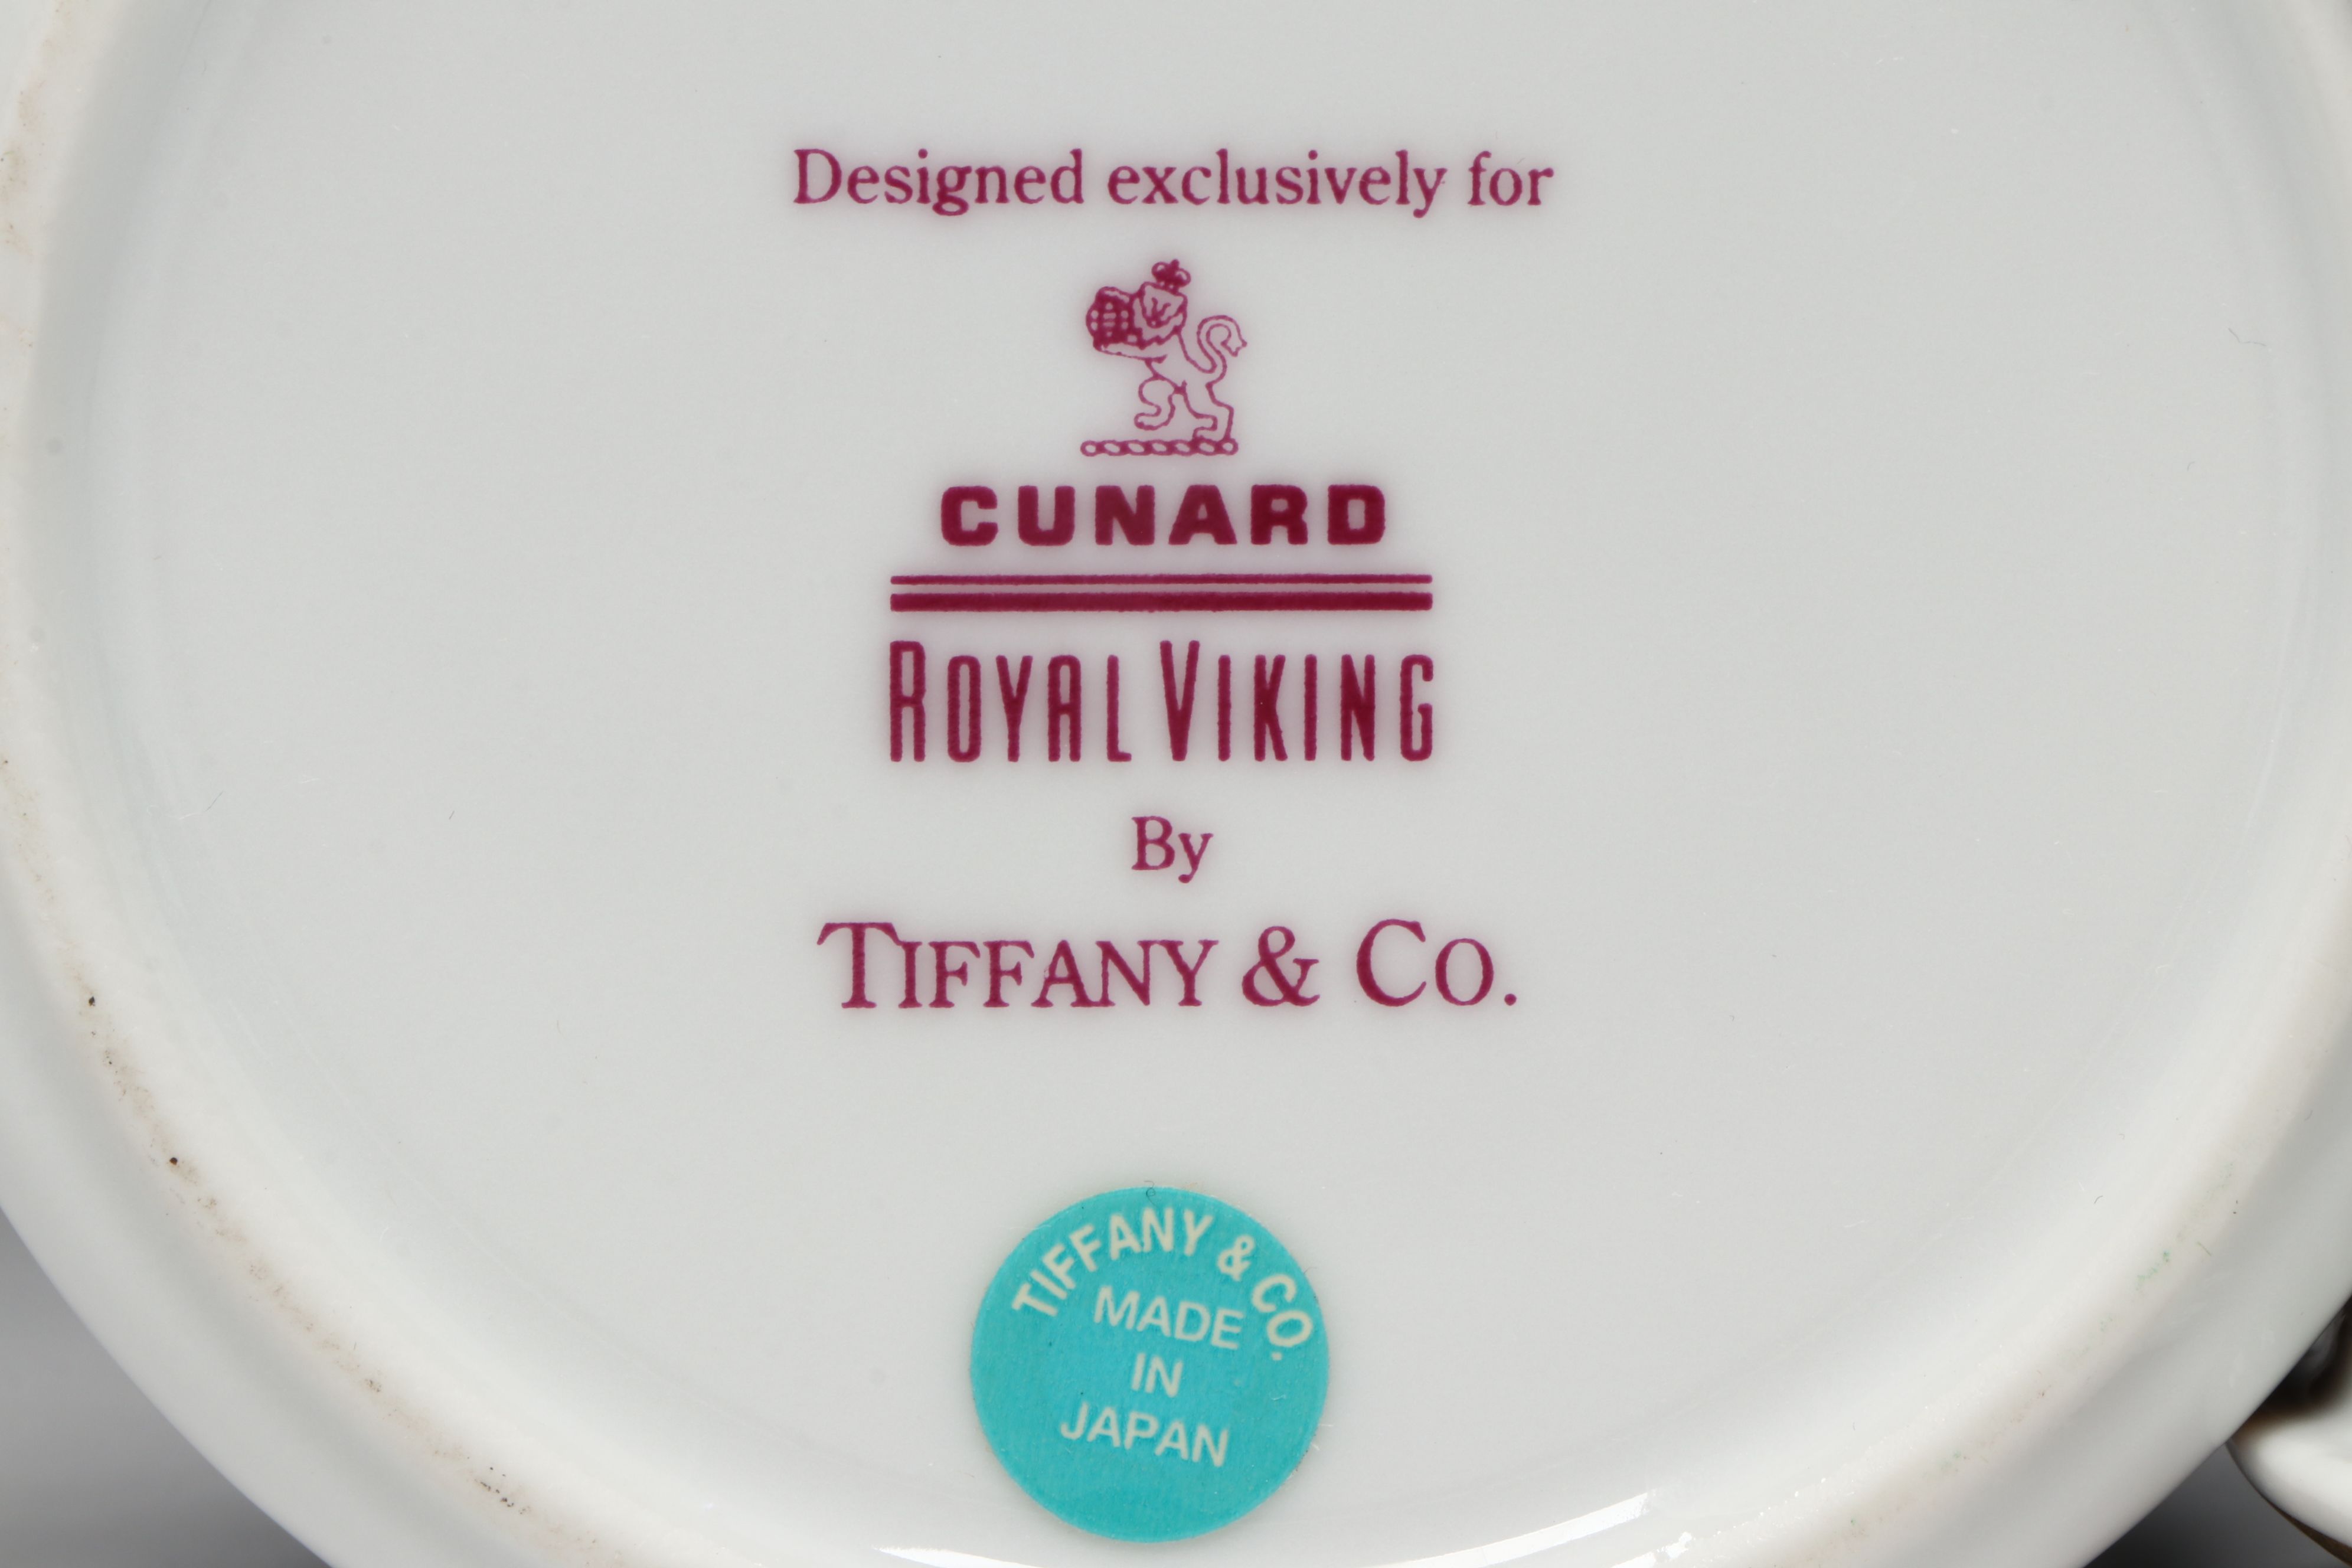 Designed exclusively for
CUNARD
ROYAL VIKING
By
TIFFANY & CO.
TIFFANY & CO.
MADE
IN
JAPAN